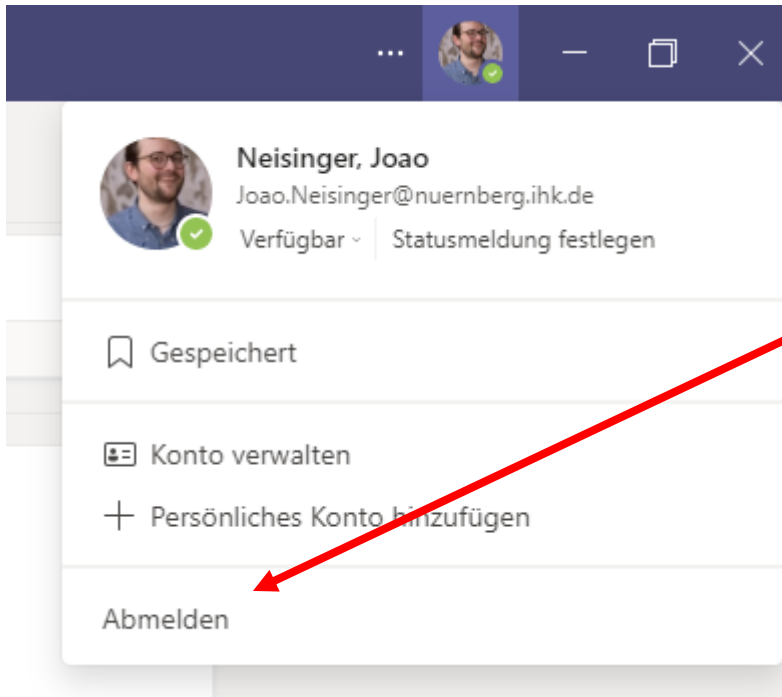 Neisinger, Joao
Joao.Neisinger@nuernberg.ihk.de
Verfügbar Statusmeldung festlegen
Gespeichert
Konto verwalten
Persönliches Konto hinzufügen
Abmelden